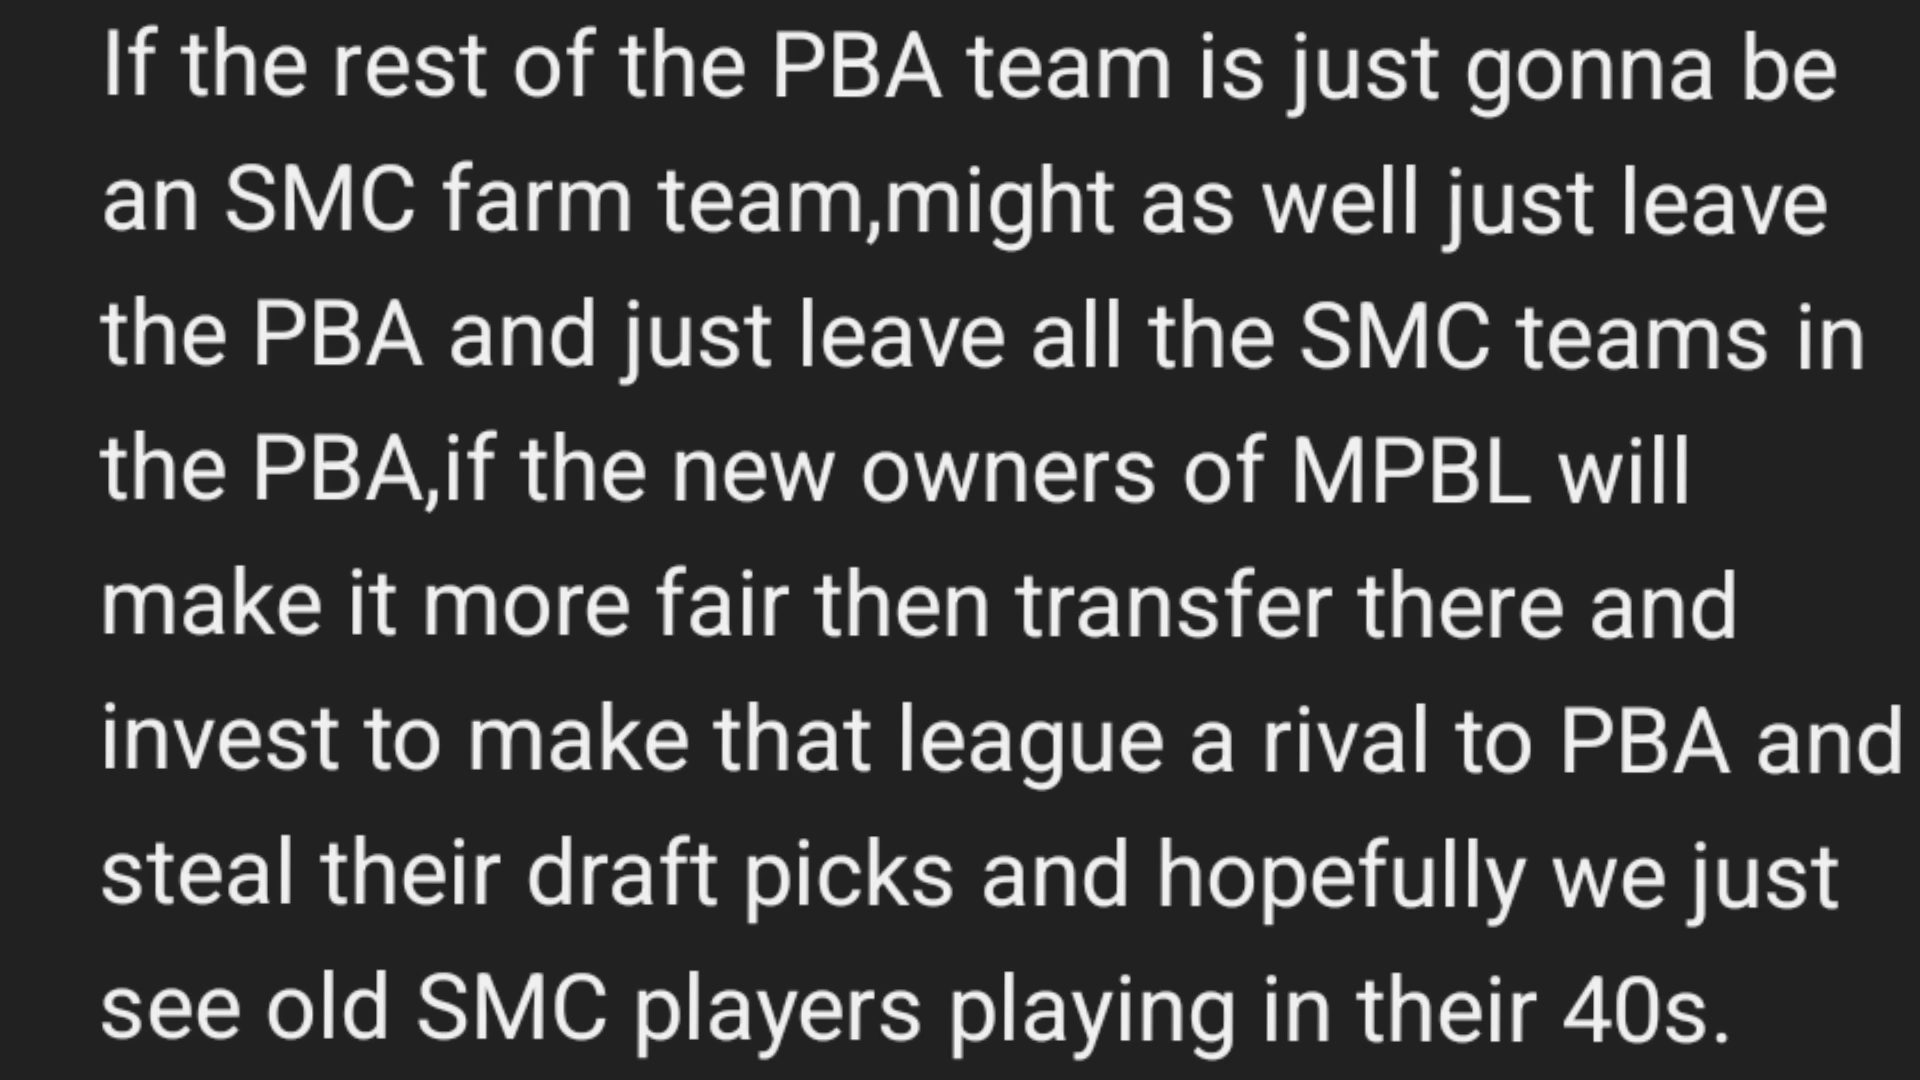 If the rest of the PBA team is just gonna be
an SMC farm team,might as well just leave
the PBA and just leave all the SMC teams in
the PBA,if the new owners of MPBL will
make it more fair then transfer there and
invest to make that league a rival to PBA and
steal their draft picks and hopefully we just
see old SMC players playing in their 40s.